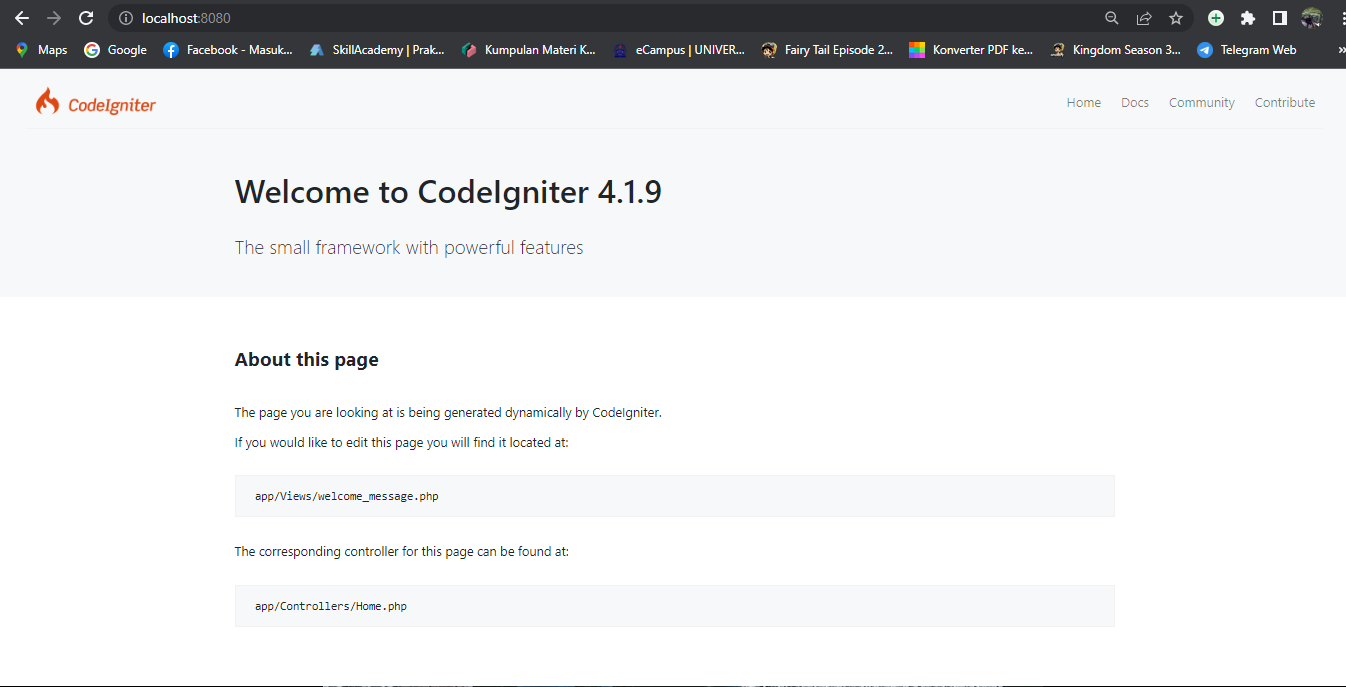 localhost:8080
Maps Google Facebook - Masuk... SkillAcademy | Prak... Kumpulan Materi K... eCampus | UNIVER... Fairy Tail Episode 2... Konverter PDF ke... Kingdom Season 3... Telegram Web »
CodeIgniter Home Docs Community Contribute
Welcome to CodeIgniter 4.1.9
The small framework with powerful features
About this page
The page you are looking at is being generated dynamically by CodeIgniter.
If you would like to edit this page you will find it located at:
app/Views/welcome_message.php
The corresponding controller for this page can be found at:
app/Controllers/Home.php